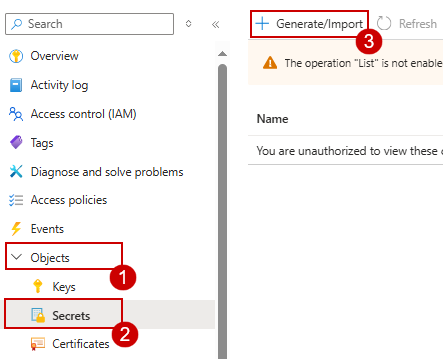 Search
Generate/Import
Refresh
3
Overview
The operation "List" is not enable
Activity log
Access control (IAM)
Name
Tags
You are unauthorized to view these
Diagnose and solve problems
Access policies
Events
Objects
1
Keys
Secrets
2
Certificates